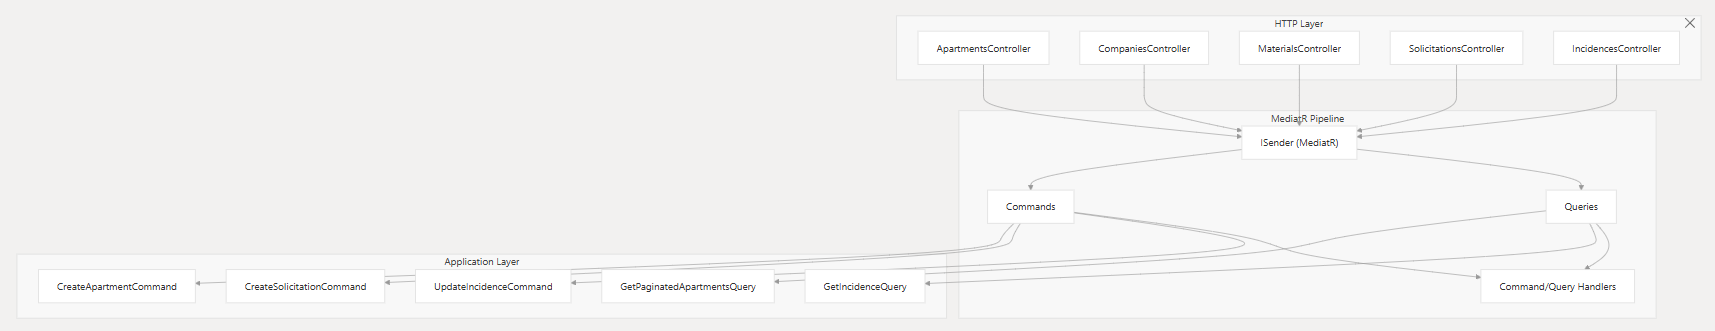 HTTP Layer
ApartmentsController
CompaniesController
MaterialsController
SolicitationsController
IncidencesController
MediatR Pipeline
ISender (MediatR)
Commands
Queries
Application Layer
CreateApartmentCommand
CreateSolicitationCommand
UpdateIncidenceCommand
GetPaginatedApartmentsQuery
GetIncidenceQuery
Command/Query Handlers